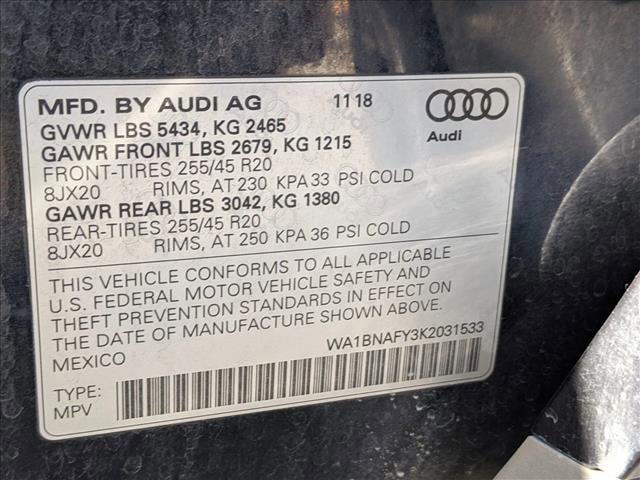 MFD. BY AUDI AG 11 18
GVWR LBS 5434, KG 2465
Audi
GAWR FRONT LBS 2679, KG 1215
FRONT-TIRES 255/45 R20
8JX20 RIMS, AT 230 KPA 33 PSI COLD
GAWR REAR LBS 3042, KG 1380
REAR-TIRES 255/45 R20
8JX20 RIMS, AT 250 KPA 36 PSI COLD
THIS VEHICLE CONFORMS TO ALL APPLICABLE
U.S. FEDERAL MOTOR VEHICLE SAFETY AND
THEFT PREVENTION STANDARDS IN EFFECT ON
THE DATE OF MANUFACTURE SHOWN ABOVE.
MEXICO WA1BNAFY3K2031533
TYPE:
MPV